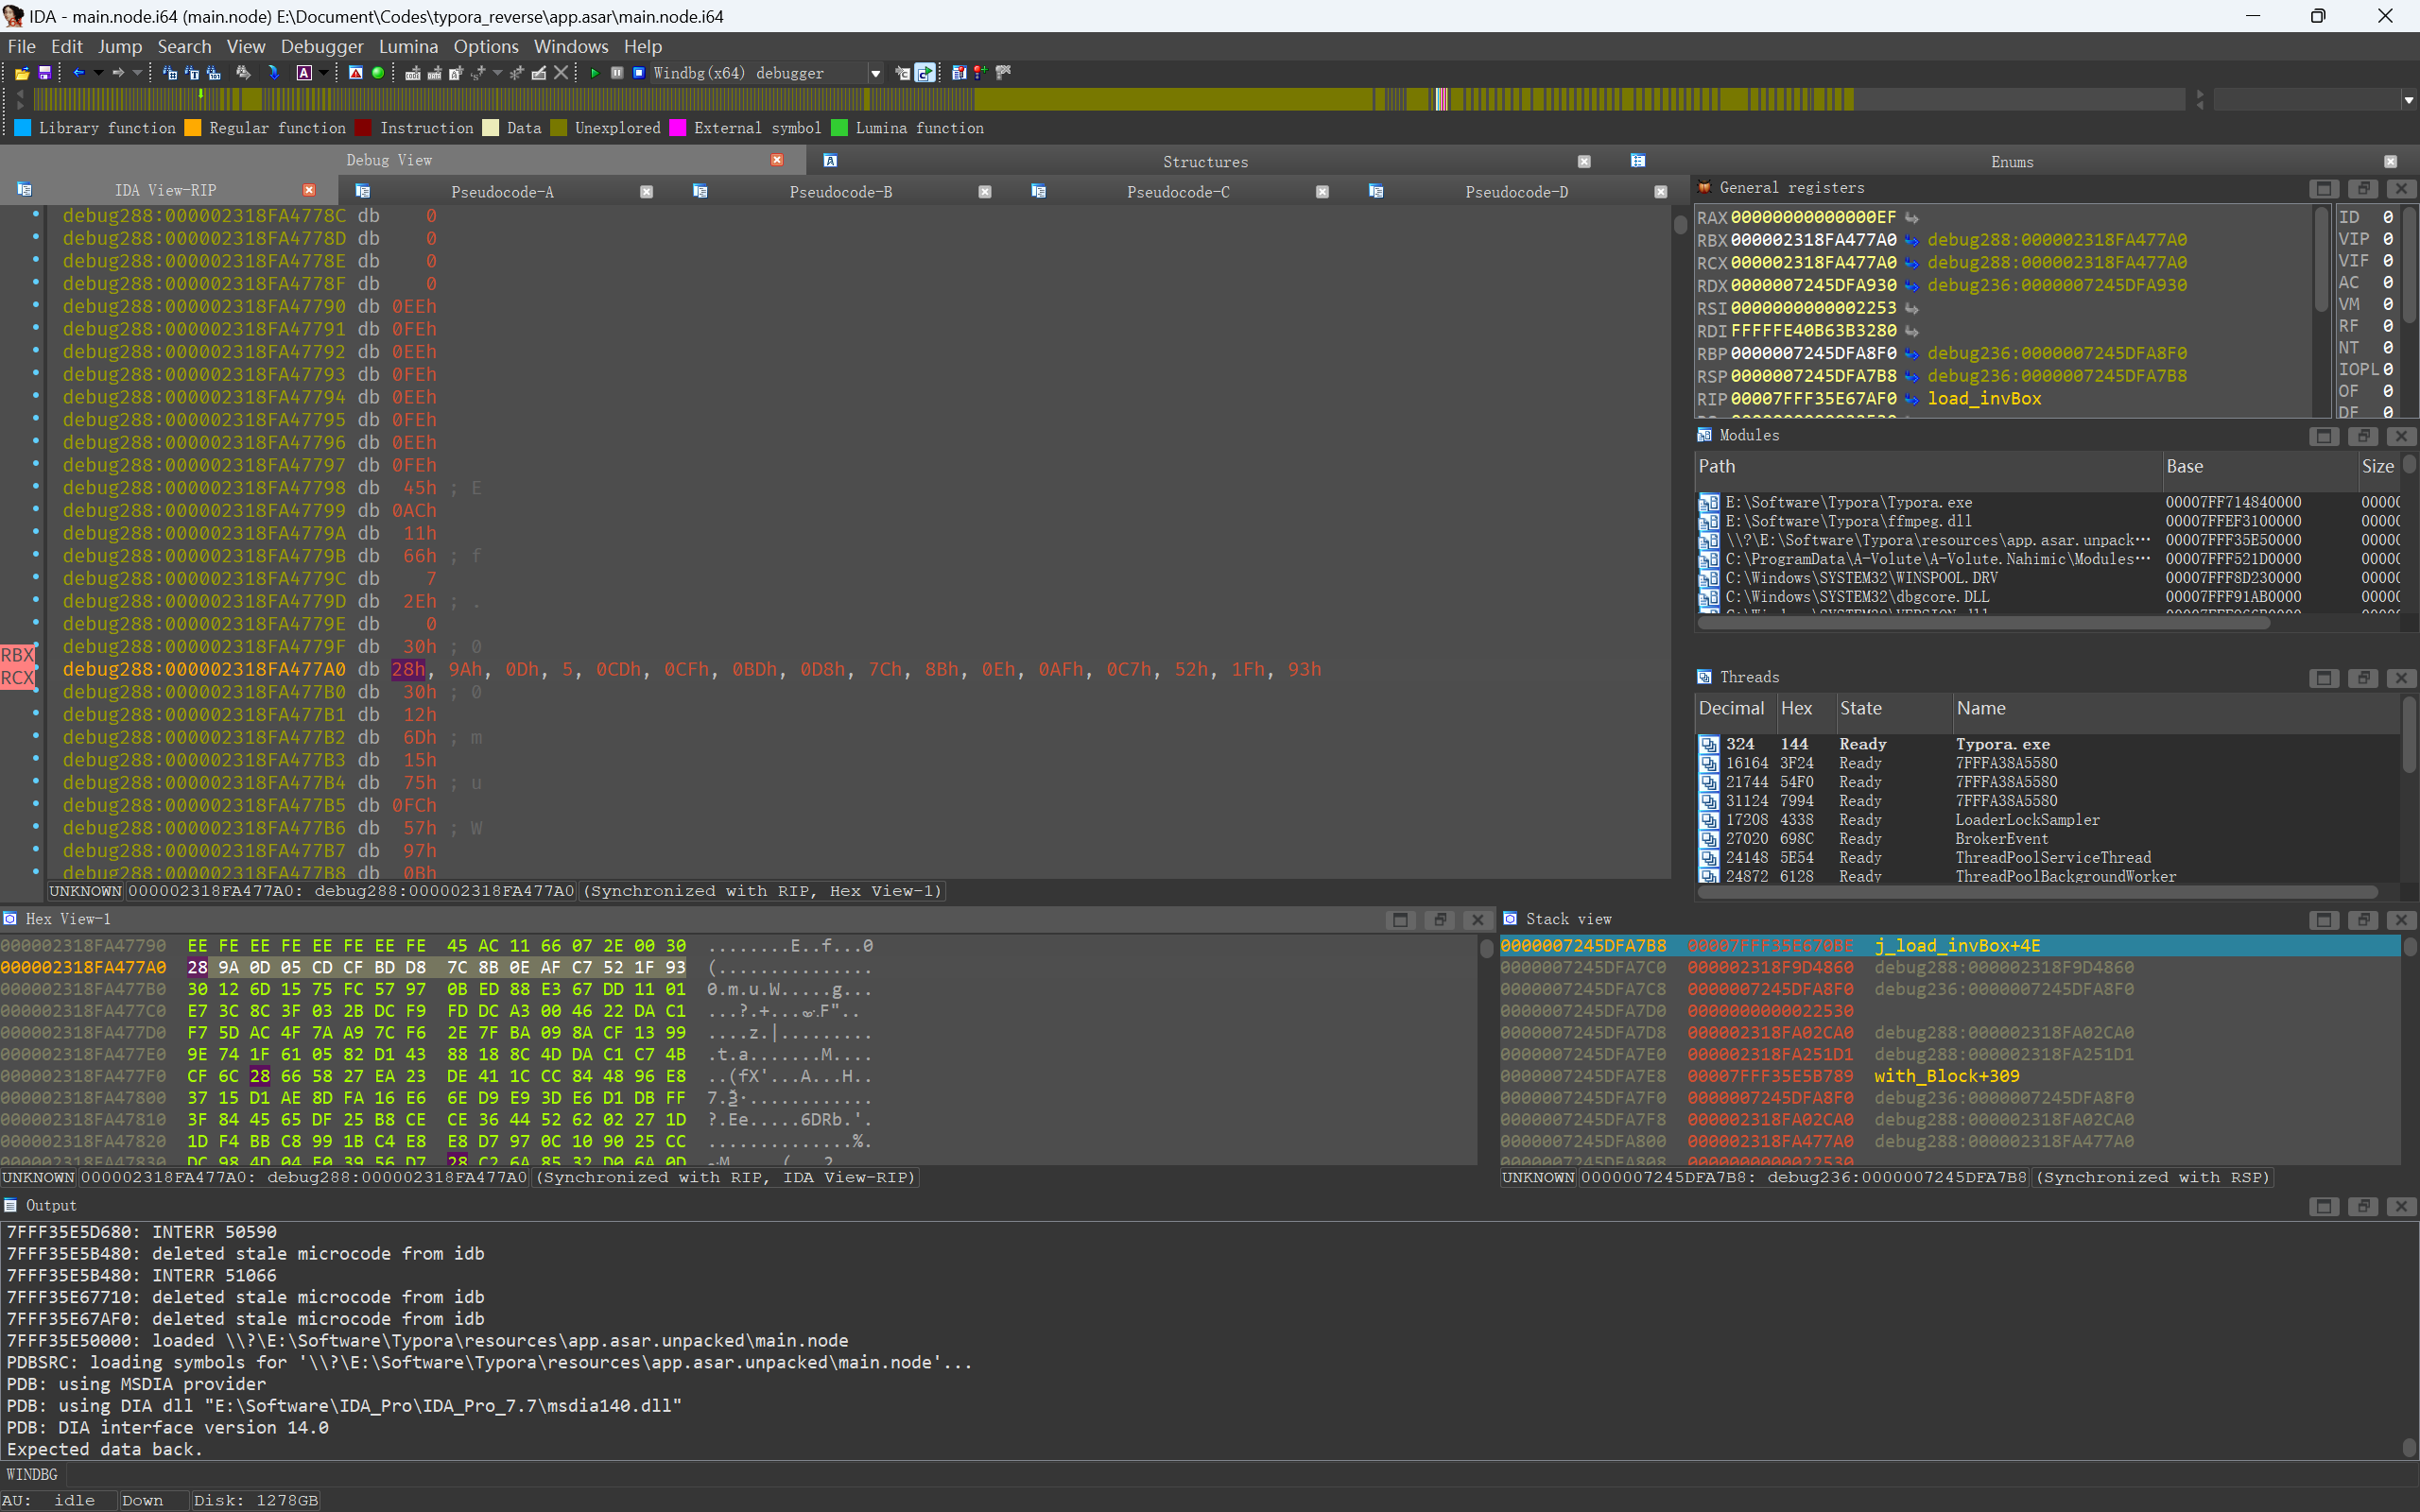 IDA - main.node.i64 (main.node) E:\Document\Codes\typora_reverse\app.asar\main.node.i64
File Edit Jump Search View Debugger Lumina Options Windows Help
Windbg(x64) debugger
Library function Regular function Instruction Data Unexplored External symbol Lumina function
Debug View Structures Enums
IDA View-RIP Pseudocode-A Pseudocode-B Pseudocode-C Pseudocode-D
debug288:000002318FA4778C db 0
debug288:000002318FA4778D db 0
debug288:000002318FA4778E db 0
debug288:000002318FA4778F db 0
debug288:000002318FA47790 db 0EEh
debug288:000002318FA47791 db 0FEh
debug288:000002318FA47792 db 0EEh
debug288:000002318FA47793 db 0FEh
debug288:000002318FA47794 db 0EEh
debug288:000002318FA47795 db 0FEh
debug288:000002318FA47796 db 0EEh
debug288:000002318FA47797 db 0FEh
debug288:000002318FA47798 db 45h ; E
debug288:000002318FA47799 db 0ACh
debug288:000002318FA4779A db 11h
debug288:000002318FA4779B db 66h ; f
debug288:000002318FA4779C db 7
debug288:000002318FA4779D db 2Eh ; .
debug288:000002318FA4779E db 0
debug288:000002318FA4779F db 30h ; 0
RBX
RCX
debug288:000002318FA477A0 db 28h, 9Ah, 0Dh, 5, 0CDh, 0CFh, 0BDh, 0D8h, 7Ch, 8Bh, 0Eh, 0AFh, 0C7h, 52h, 1Fh, 93h
debug288:000002318FA477B0 db 30h ; 0
debug288:000002318FA477B1 db 12h
debug288:000002318FA477B2 db 6Dh ; m
debug288:000002318FA477B3 db 15h
debug288:000002318FA477B4 db 75h ; u
debug288:000002318FA477B5 db 0FCh
debug288:000002318FA477B6 db 57h ; W
debug288:000002318FA477B7 db 97h
debug288:000002318FA477B8 db 0Bh
UNKNOWN 000002318FA477A0: debug288:000002318FA477A0 (Synchronized with RIP, Hex View-1)
General registers
RAX 00000000000000EF
RBX 000002318FA477A0 debug288:000002318FA477A0
RCX 000002318FA477A0 debug288:000002318FA477A0
RDX 0000007245DFA930 debug236:0000007245DFA930
RSI 0000000000002253
RDI FFFFFE40B63B3280
RBP 0000007245DFA8F0 debug236:0000007245DFA8F0
RSP 0000007245DFA7B8 debug236:0000007245DFA7B8
RIP 00007FFF35E67AF0 load_invBox
ID 0
VIP 0
VIF 0
AC 0
VM 0
RF 0
NT 0
IOPL 0
OF 0
DF 0
Modules
Path Base Size
E:\Software\Typora\Typora.exe 00007FF714840000 0000
E:\Software\Typora\ffmpeg.dll 00007FFEF3100000 0000
\\?\E:\Software\Typora\resources\app.asar.unpack… 00007FFF35E50000 0000
C:\ProgramData\A-Volute\A-Volute.Nahimic\Modules… 00007FFF521D0000 0000
C:\Windows\SYSTEM32\WINSPOOL.DRV 00007FFF8D230000 0000
C:\Windows\SYSTEM32\dbgcore.DLL 00007FFF91AB0000 0000
Threads
Decimal Hex State Name
324 144 Ready Typora.exe
16164 3F24 Ready 7FFFA38A5580
21744 54F0 Ready 7FFFA38A5580
31124 7994 Ready 7FFFA38A5580
17208 4338 Ready LoaderLockSampler
27020 698C Ready BrokerEvent
24148 5E54 Ready ThreadPoolServiceThread
24872 6128 Ready ThreadPoolBackgroundWorker
Hex View-1
000002318FA47790 EE FE EE FE EE FE EE FE 45 AC 11 66 07 2E 00 30 ........E..f...0
000002318FA477A0 28 9A 0D 05 CD CF BD D8 7C 8B 0E AF C7 52 1F 93 (...............
000002318FA477B0 30 12 6D 15 75 FC 57 97 0B ED 88 E3 67 DD 11 01 0.m.u.W.....g...
000002318FA477C0 E7 3C 8C 3F 03 2B DC F9 FD DC A3 00 46 22 DA C1
000002318FA477D0 F7 5D AC 4F 7A A9 7C F6 2E 7F BA 09 8A CF 13 99 ....z.|.........
000002318FA477E0 9E 74 1F 61 05 82 D1 43 88 18 8C 4D DA C1 C7 4B .t.a.......M....
000002318FA477F0 CF 6C 28 66 58 27 EA 23 DE 41 1C CC 84 48 96 E8 ..(fX'...A...H..
000002318FA47800 37 15 D1 AE 8D FA 16 E6 6E D9 E9 3D E6 D1 DB FF
000002318FA47810 3F 84 45 65 DF 25 B8 CE CE 36 44 52 62 02 27 1D ?.Ee.....6DRb.'.
000002318FA47820 1D F4 BB C8 99 1B C4 E8 E8 D7 97 0C 10 90 25 CC ..............%.
000002318FA47830 DC 98 4D 04 E0 39 56 D7 28 C2 6A 85 32 D0 6A 0D
UNKNOWN 000002318FA477A0: debug288:000002318FA477A0 (Synchronized with RIP, IDA View-RIP)
Stack view
0000007245DFA7B8 00007FFF35E670BE j_load_invBox+4E
0000007245DFA7C0 000002318F9D4860 debug288:000002318F9D4860
0000007245DFA7C8 0000007245DFA8F0 debug236:0000007245DFA8F0
0000007245DFA7D0 0000000000022530
0000007245DFA7D8 000002318FA02CA0 debug288:000002318FA02CA0
0000007245DFA7E0 000002318FA251D1 debug288:000002318FA251D1
0000007245DFA7E8 00007FFF35E5B789 with_Block+309
0000007245DFA7F0 0000007245DFA8F0 debug236:0000007245DFA8F0
0000007245DFA7F8 000002318FA02CA0 debug288:000002318FA02CA0
0000007245DFA800 000002318FA477A0 debug288:000002318FA477A0
0000007245DFA808 0000000000022530
UNKNOWN 0000007245DFA7B8: debug236:0000007245DFA7B8 (Synchronized with RSP)
Output
7FFF35E5D680: INTERR 50590
7FFF35E5B480: deleted stale microcode from idb
7FFF35E5B480: INTERR 51066
7FFF35E67710: deleted stale microcode from idb
7FFF35E67AF0: deleted stale microcode from idb
7FFF35E50000: loaded \\?\E:\Software\Typora\resources\app.asar.unpacked\main.node
PDBSRC: loading symbols for '\\?\E:\Software\Typora\resources\app.asar.unpacked\main.node'...
PDB: using MSDIA provider
PDB: using DIA dll "E:\Software\IDA_Pro\IDA_Pro_7.7\msdia140.dll"
PDB: DIA interface version 14.0
Expected data back.
WINDBG
AU: idle Down Disk: 1278GB